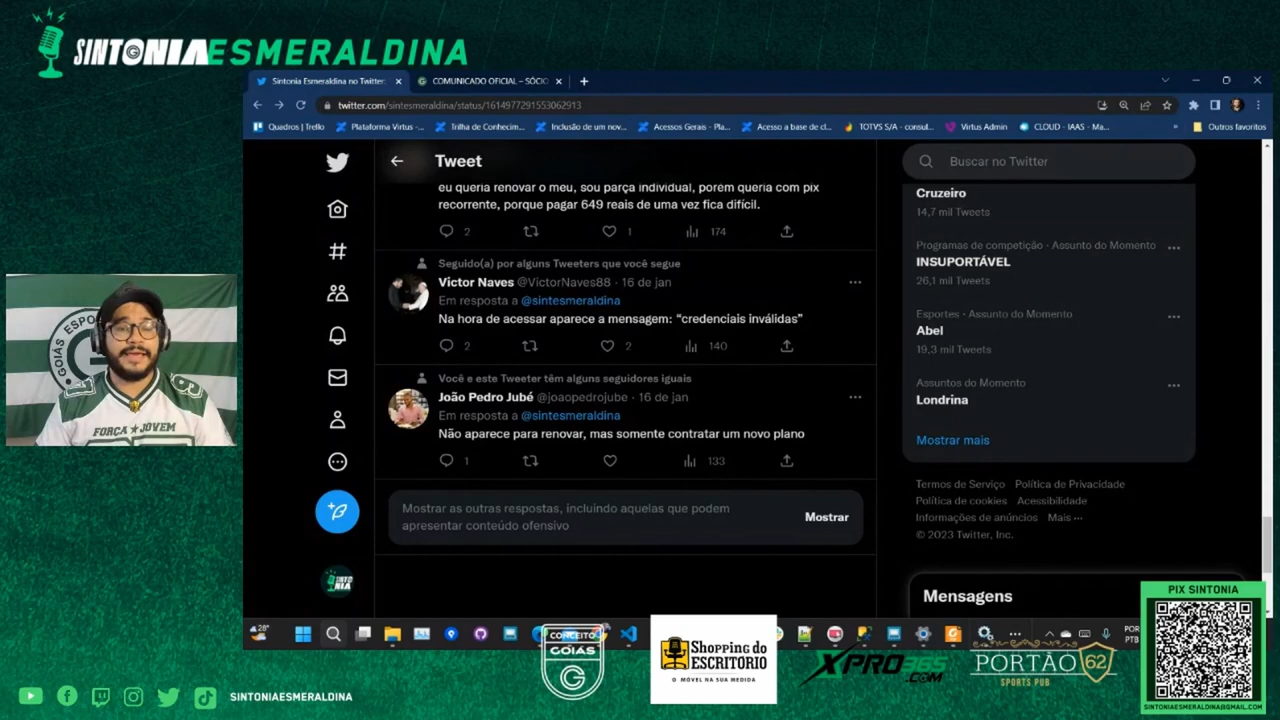 SINTONIAESMERALDINA
Sintonia Esmeraldina no Twitter:
COMUNICADO OFICIAL – SÓCIO
twitter.com/sintesmeraldina/status/1614977291553062913
Quadros | Trello
Plataforma Virtus -...
Trilha de Conhecim...
Inclusão de um nov...
Acessos Gerais - Pla...
Acesso a base de cl...
TOTVS S/A - consul...
Virtus Admin
CLOUD - IAAS - Ma...
Outros favoritos
Tweet
Buscar no Twitter
eu queria renovar o meu, sou parça individual, porém queria com pix
recorrente, porque pagar 649 reais de uma vez fica difícil.
2 1 174
Seguido(a) por alguns Tweeters que você segue
Victor Naves @VictorNaves88 · 16 de jan
Em resposta a @sintesmeraldina
Na hora de acessar aparece a mensagem: “credenciais inválidas”
2 2 140
Você e este Tweeter têm alguns seguidores iguais
João Pedro Jubé @joaopedrojube · 16 de jan
Em resposta a @sintesmeraldina
Não aparece para renovar, mas somente contratar um novo plano
1 133
Mostrar as outras respostas, incluindo aquelas que podem
apresentar conteúdo ofensivo
Mostrar
Cruzeiro
14,7 mil Tweets
Programas de competição · Assunto do Momento
INSUPORTÁVEL
26,1 mil Tweets
Esportes · Assunto do Momento
Abel
19,3 mil Tweets
Assuntos do Momento
Londrina
Mostrar mais
Termos de Serviço Política de Privacidade
Política de cookies Acessibilidade
Informações de anúncios Mais ···
© 2023 Twitter, Inc.
Mensagens
GOIÁS ESPO
FORÇA ★ JOVEM
SINTO
NIA
28°
POR
PTB
CONCEITO
GOIÁS
G
Shopping do
ESCRITÓRIO
O MÓVEL NA SUA MEDIDA
XPRO365
.COM
PORTÃO 62
SPORTS PUB
PIX SINTONIA
SINTONIAESMERALDINA@GMAIL.COM
SINTONIAESMERALDINA